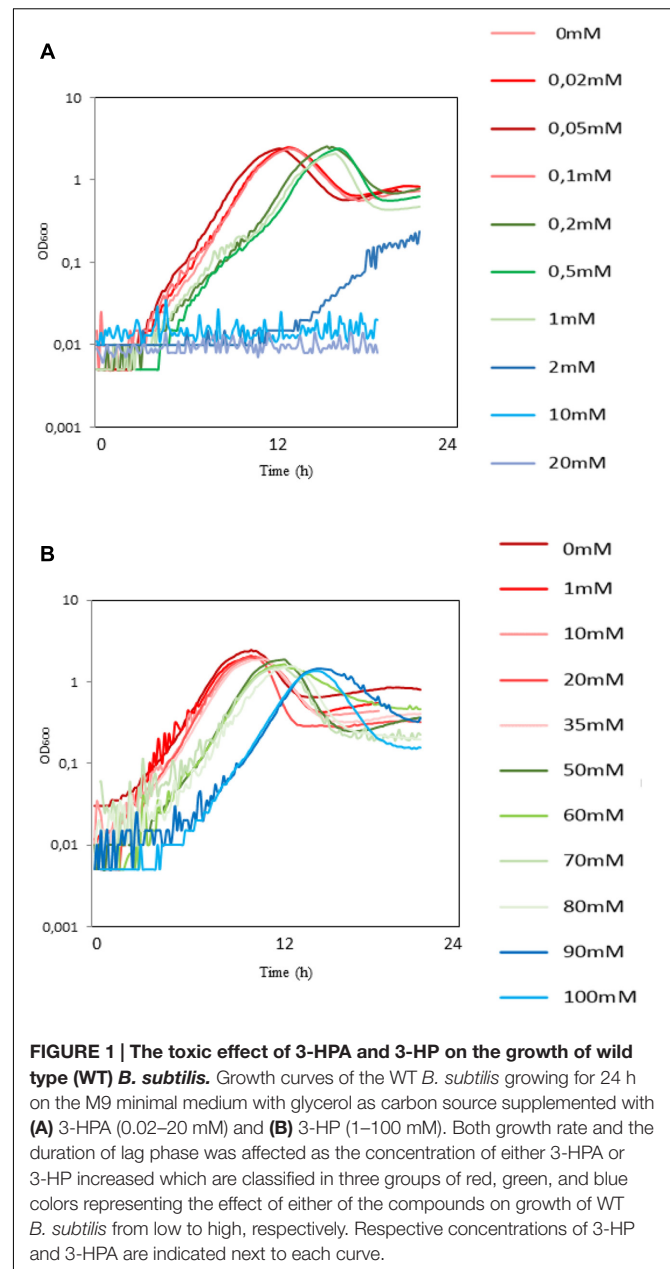 A
OD600
10
1
0,1
0,01
0,001
0
12
24
Time (h)
0mM
0,02mM
0,05mM
0,1mM
0,2mM
0,5mM
1mM
2mM
10mM
20mM
B
OD600
10
1
0,1
0,01
0,001
0
12
24
Time (h)
0mM
1mM
10mM
20mM
35mM
50mM
60mM
70mM
80mM
90mM
100mM
FIGURE 1 | The toxic effect of 3-HPA and 3-HP on the growth of wild
type (WT) B. subtilis. Growth curves of the WT B. subtilis growing for 24 h
on the M9 minimal medium with glycerol as carbon source supplemented with
(A) 3-HPA (0.02–20 mM) and (B) 3-HP (1–100 mM). Both growth rate and the
duration of lag phase was affected as the concentration of either 3-HPA or
3-HP increased which are classified in three groups of red, green, and blue
colors representing the effect of either of the compounds on growth of WT
B. subtilis from low to high, respectively. Respective concentrations of 3-HP
and 3-HPA are indicated next to each curve.